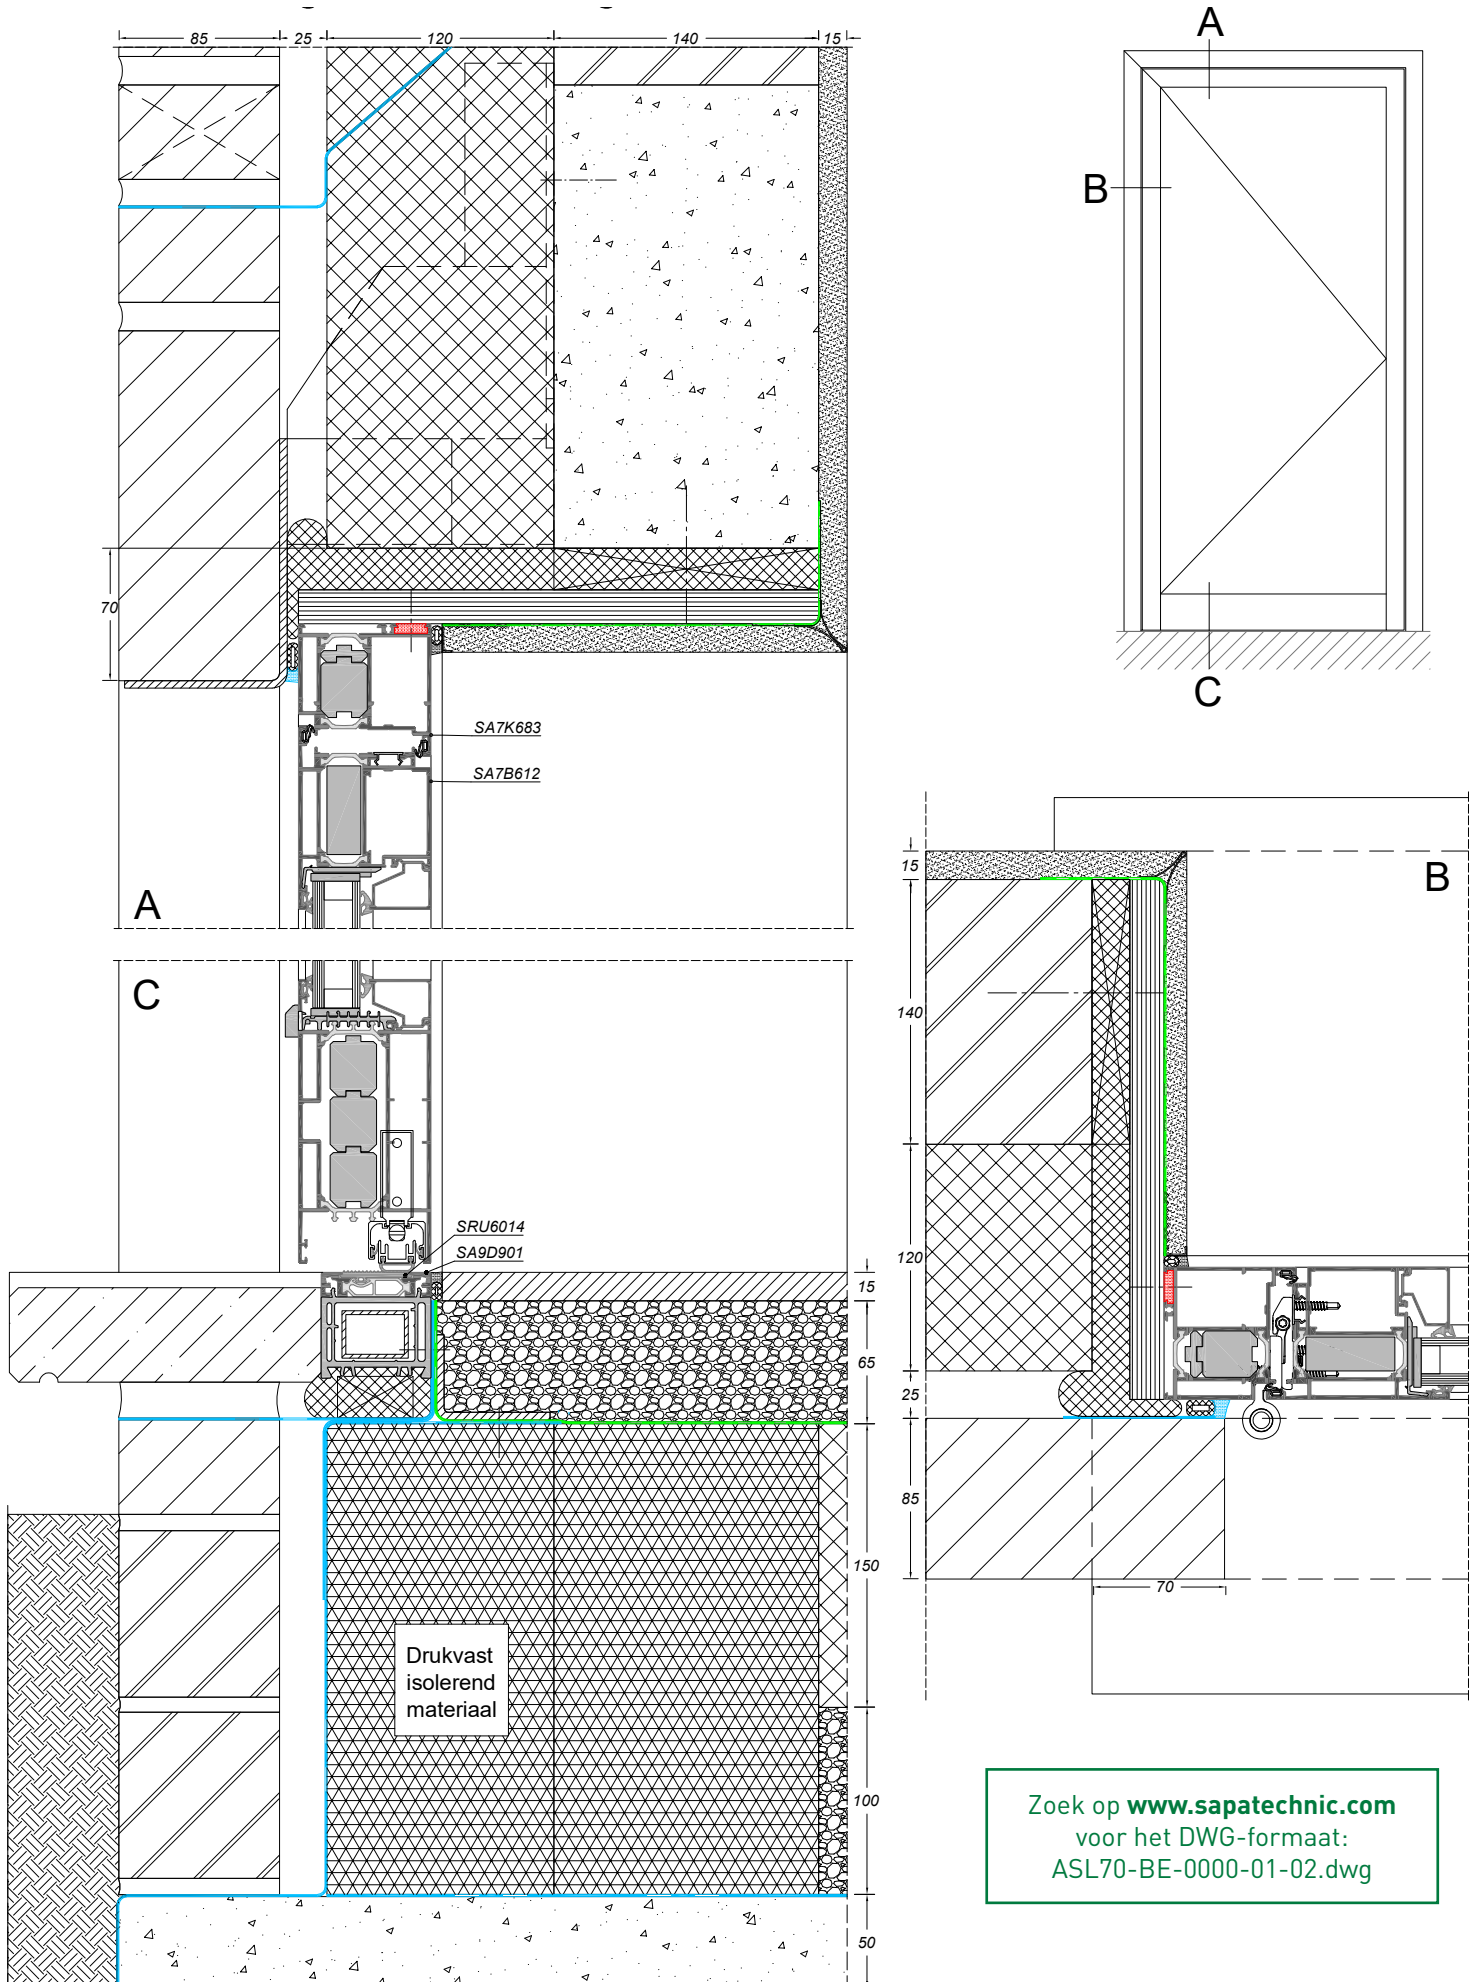 85
25
120
140
15
A
B
C
70
SA7K683
SA7B612
A
C
SRU6014
SA9D901
15
65
150
100
50
Drukvast
isolerend
materiaal
B
15
140
120
25
85
70
Zoek op www.sapatechnic.com
voor het DWG-formaat:
ASL70-BE-0000-01-02.dwg